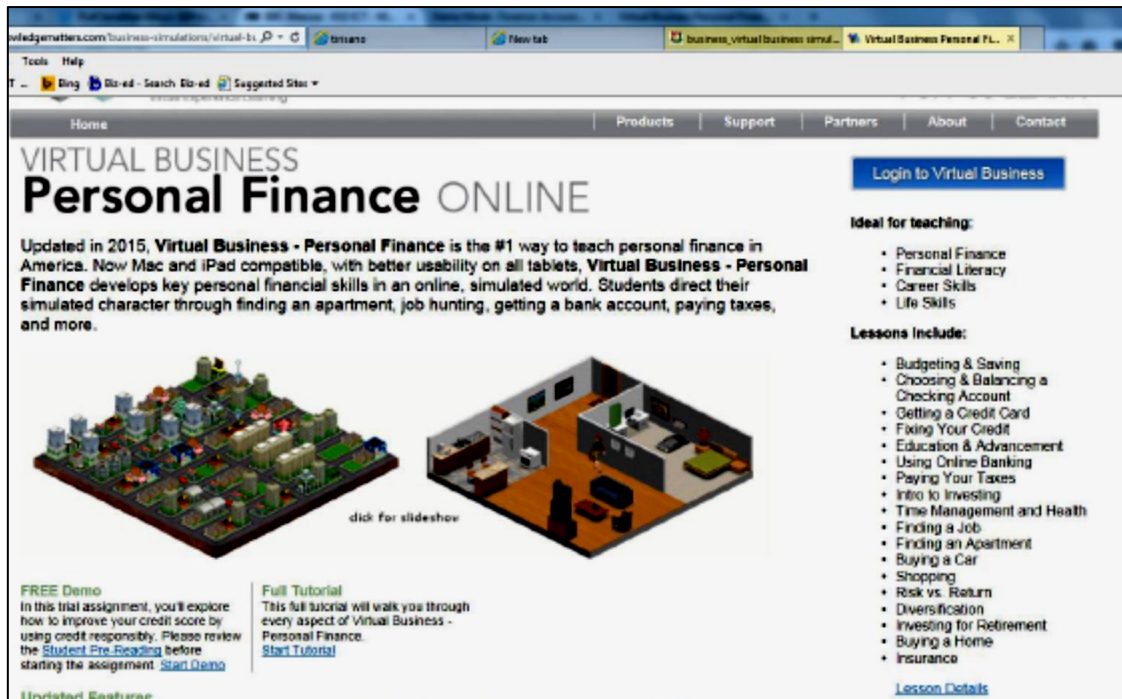 wledgematters.com/business-simulations/virtual-bu
tirisano
New tab
business_virtual business simul...
Virtual Business Personal Fi...
Tools Help
Bing Biz-ed - Search Biz-ed Suggested Sites
Home Products Support Partners About Contact
VIRTUAL BUSINESS
Personal Finance ONLINE
Updated in 2015, Virtual Business - Personal Finance is the #1 way to teach personal finance in
America. Now Mac and iPad compatible, with better usability on all tablets, Virtual Business - Personal
Finance develops key personal financial skills in an online, simulated world. Students direct their
simulated character through finding an apartment, job hunting, getting a bank account, paying taxes,
and more.
click for slideshow
FREE Demo
In this trial assignment, you'll explore
how to improve your credit score by
using credit responsibly. Please review
the Student Pre-Reading before
starting the assignment. Start Demo
Full Tutorial
This full tutorial will walk you through
every aspect of Virtual Business -
Personal Finance.
Start Tutorial
Updated Features
Login to Virtual Business
Ideal for teaching:
• Personal Finance
• Financial Literacy
• Career Skills
• Life Skills
Lessons Include:
• Budgeting & Saving
• Choosing & Balancing a
Checking Account
• Getting a Credit Card
• Fixing Your Credit
• Education & Advancement
• Using Online Banking
• Paying Your Taxes
• Intro to Investing
• Time Management and Health
• Finding a Job
• Finding an Apartment
• Buying a Car
• Shopping
• Risk vs. Return
• Diversification
• Investing for Retirement
• Buying a Home
• Insurance
Lesson Details